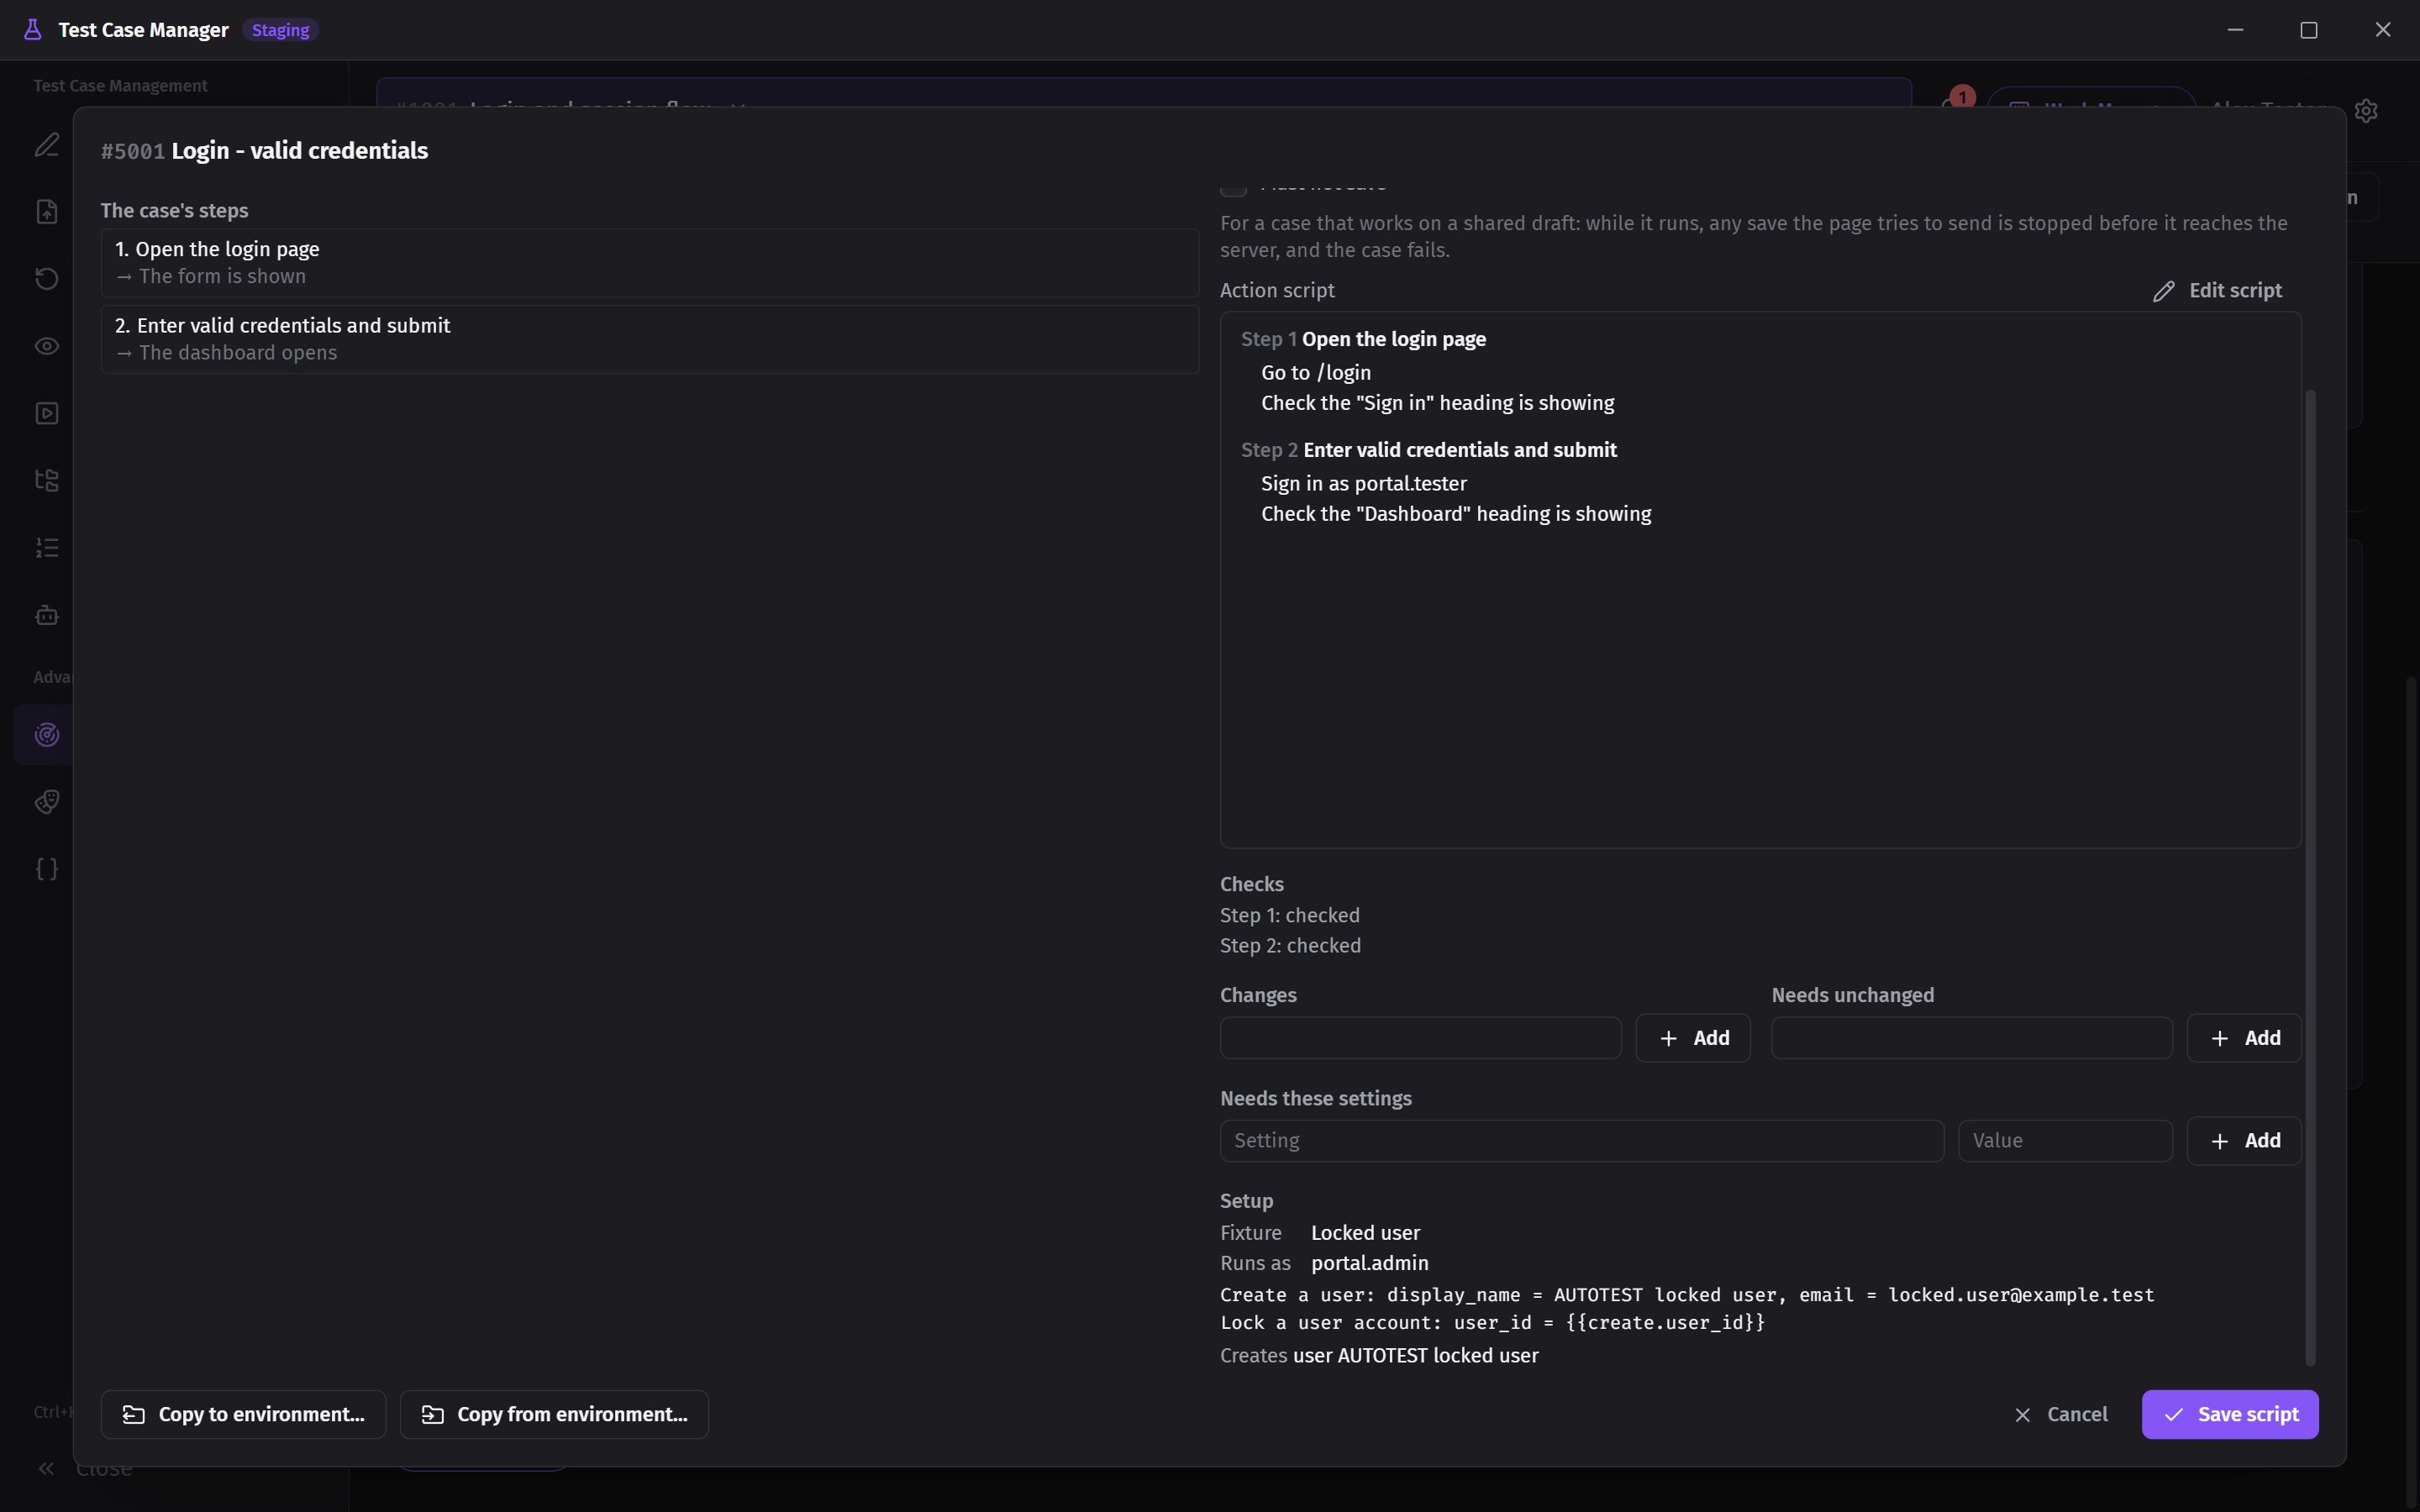 Test Case Manager Staging
Test Case Management
1
#5001 Login - valid credentials
The case's steps
1. Open the login page
→ The form is shown
2. Enter valid credentials and submit
→ The dashboard opens
For a case that works on a shared draft: while it runs, any save the page tries to send is stopped before it reaches the
server, and the case fails.
Action script
Edit script
Step 1 Open the login page
Go to /login
Check the "Sign in" heading is showing
Step 2 Enter valid credentials and submit
Sign in as portal.tester
Check the "Dashboard" heading is showing
Checks
Step 1: checked
Step 2: checked
Changes
Needs unchanged
Add
Add
Needs these settings
Setting
Value
Add
Setup
Fixture Locked user
Runs as portal.admin
Create a user: display_name = AUTOTEST locked user, email = locked.user@example.test
Lock a user account: user_id = {{create.user_id}}
Creates user AUTOTEST locked user
Copy to environment...
Copy from environment...
Cancel
Save script
Close